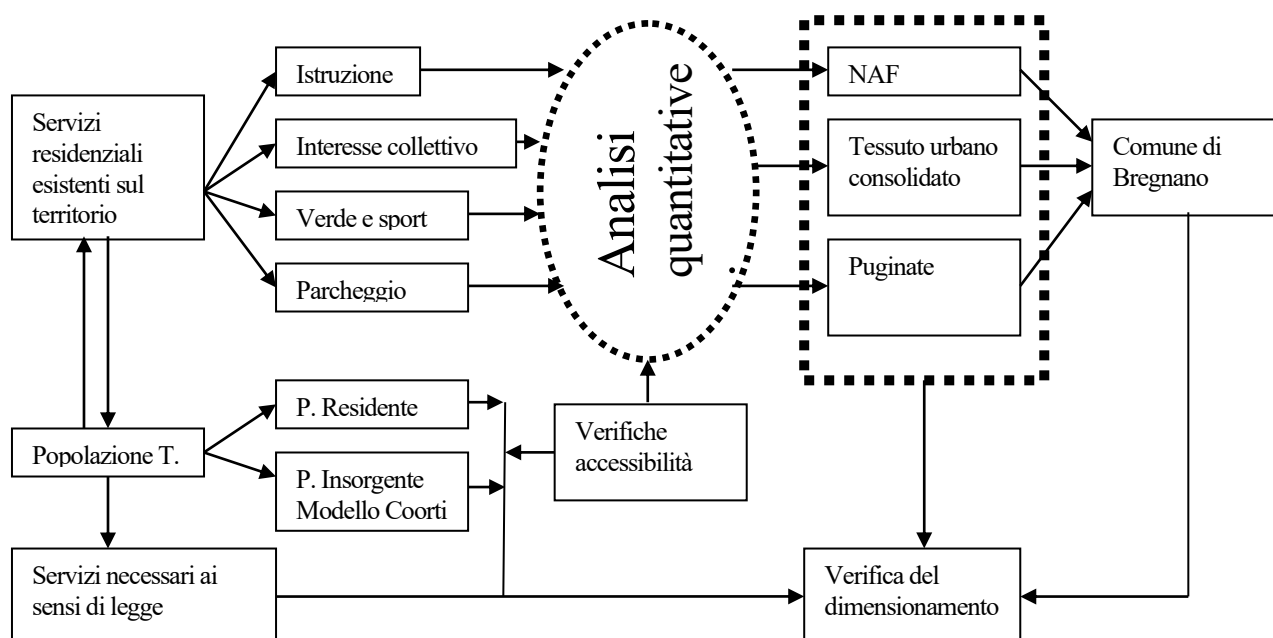 Servizi
residenziali
esistenti sul
territorio
Istruzione
Interesse collettivo
Verde e sport
Parcheggio
Analisi
quantitative
NAF
Tessuto urbano
consolidato
Puginate
Comune di
Bregnano
Popolazione T.
P. Residente
P. Insorgente
Modello Coorti
Verifiche
accessibilità
Servizi necessari ai
sensi di legge
Verifica del
dimensionamento